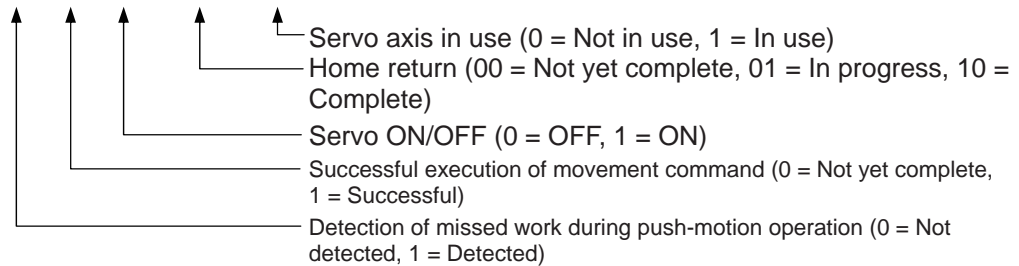 Servo axis in use (0 = Not in use, 1 = In use)
Home return (00 = Not yet complete, 01 = In progress, 10 =
Complete)
Servo ON/OFF (0 = OFF, 1 = ON)
Successful execution of movement command (0 = Not yet complete,
1 = Successful)
Detection of missed work during push-motion operation (0 = Not
detected, 1 = Detected)